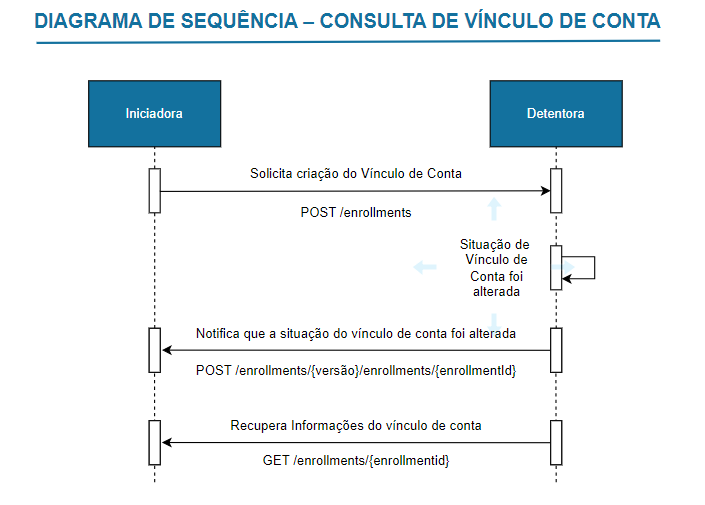 DIAGRAMA DE SEQUÊNCIA – CONSULTA DE VÍNCULO DE CONTA
Iniciadora
Detentora
Solicita criação do Vínculo de Conta
POST /enrollments
Situação de
Vínculo de
Conta foi
alterada
Notifica que a situação do vínculo de conta foi alterada
POST /enrollments/{versão}/enrollments/{enrollmentId}
Recupera Informações do vínculo de conta
GET /enrollments/{enrollmentid}